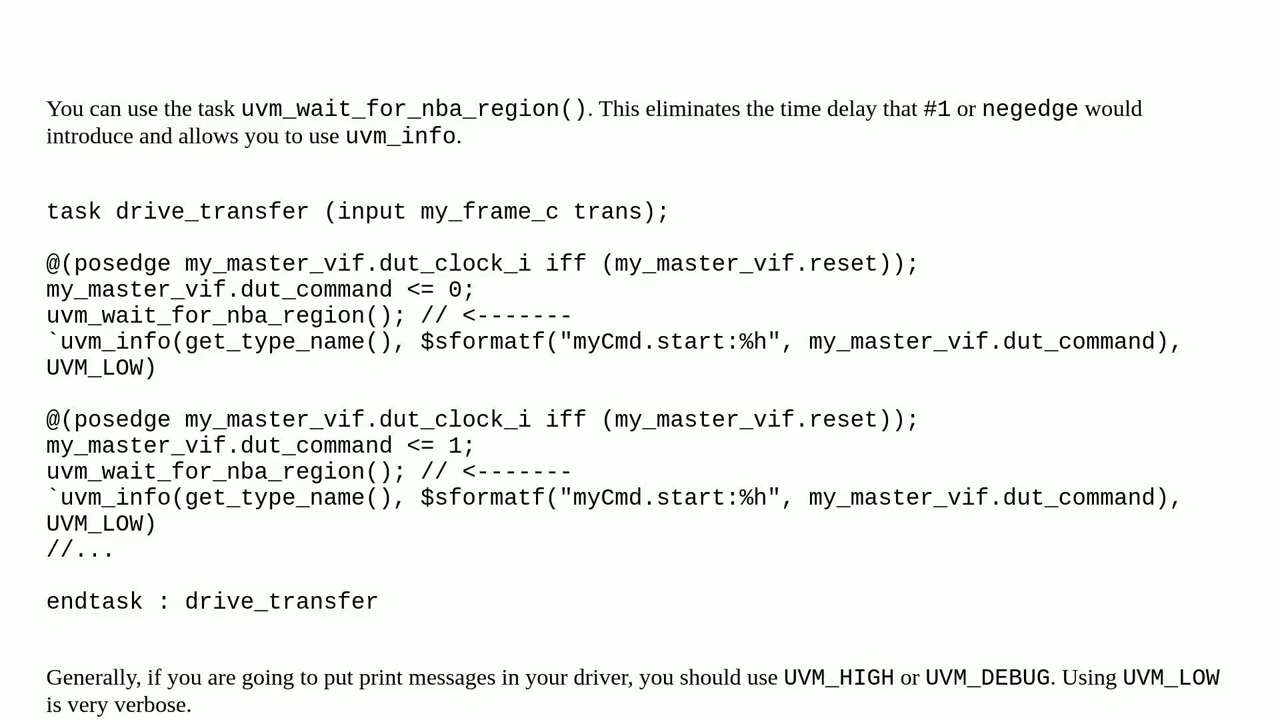 You can use the task uvm_wait_for_nba_region(). This eliminates the time delay that #1 or negedge would
introduce and allows you to use uvm_info.
task drive_transfer (input my_frame_c trans);
@(posedge my_master_vif.dut_clock_i iff (my_master_vif.reset));
my_master_vif.dut_command <= 0;
uvm_wait_for_nba_region(); // <-------
`uvm_info(get_type_name(), $sformatf("myCmd.start:%h", my_master_vif.dut_command),
UVM_LOW)
@(posedge my_master_vif.dut_clock_i iff (my_master_vif.reset));
my_master_vif.dut_command <= 1;
uvm_wait_for_nba_region(); // <-------
`uvm_info(get_type_name(), $sformatf("myCmd.start:%h", my_master_vif.dut_command),
UVM_LOW)
//...
endtask : drive_transfer
Generally, if you are going to put print messages in your driver, you should use UVM_HIGH or UVM_DEBUG. Using UVM_LOW
is very verbose.